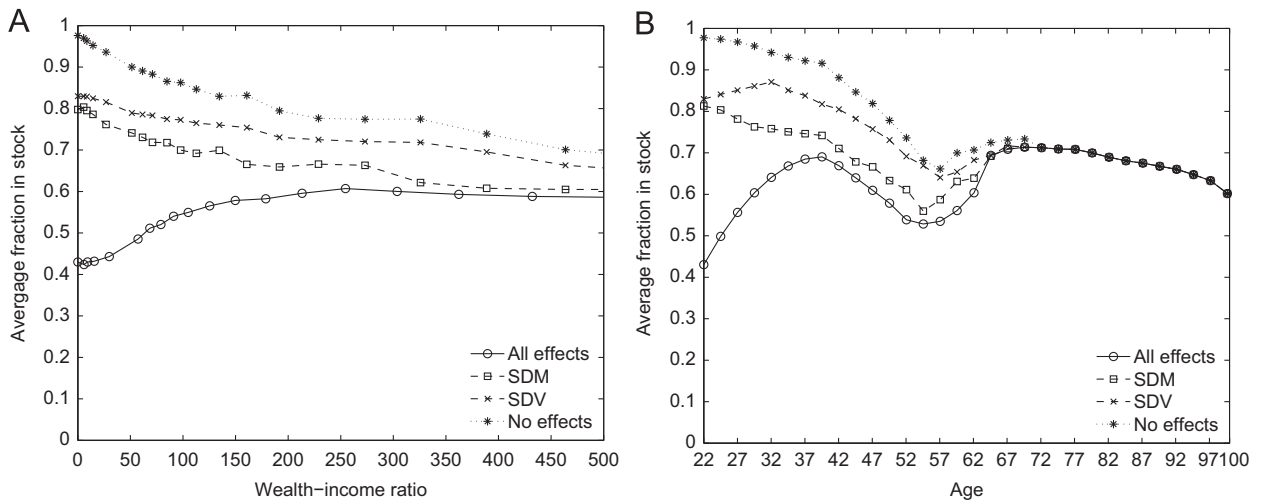 A
Avergage fraction in stock
1
0.9
0.8
0.7
0.6
0.5
0.4
0.3
0.2
0.1
0
All effects
SDM
SDV
No effects
0 50 100 150 200 250 300 350 400 450 500
Wealth−income ratio
B
Average fraction in stock
1
0.9
0.8
0.7
0.6
0.5
0.4
0.3
0.2
0.1
0
All effects
SDM
SDV
No effects
22 27 32 37 42 47 52 57 62 67 72 77 82 87 92 97 100
Age